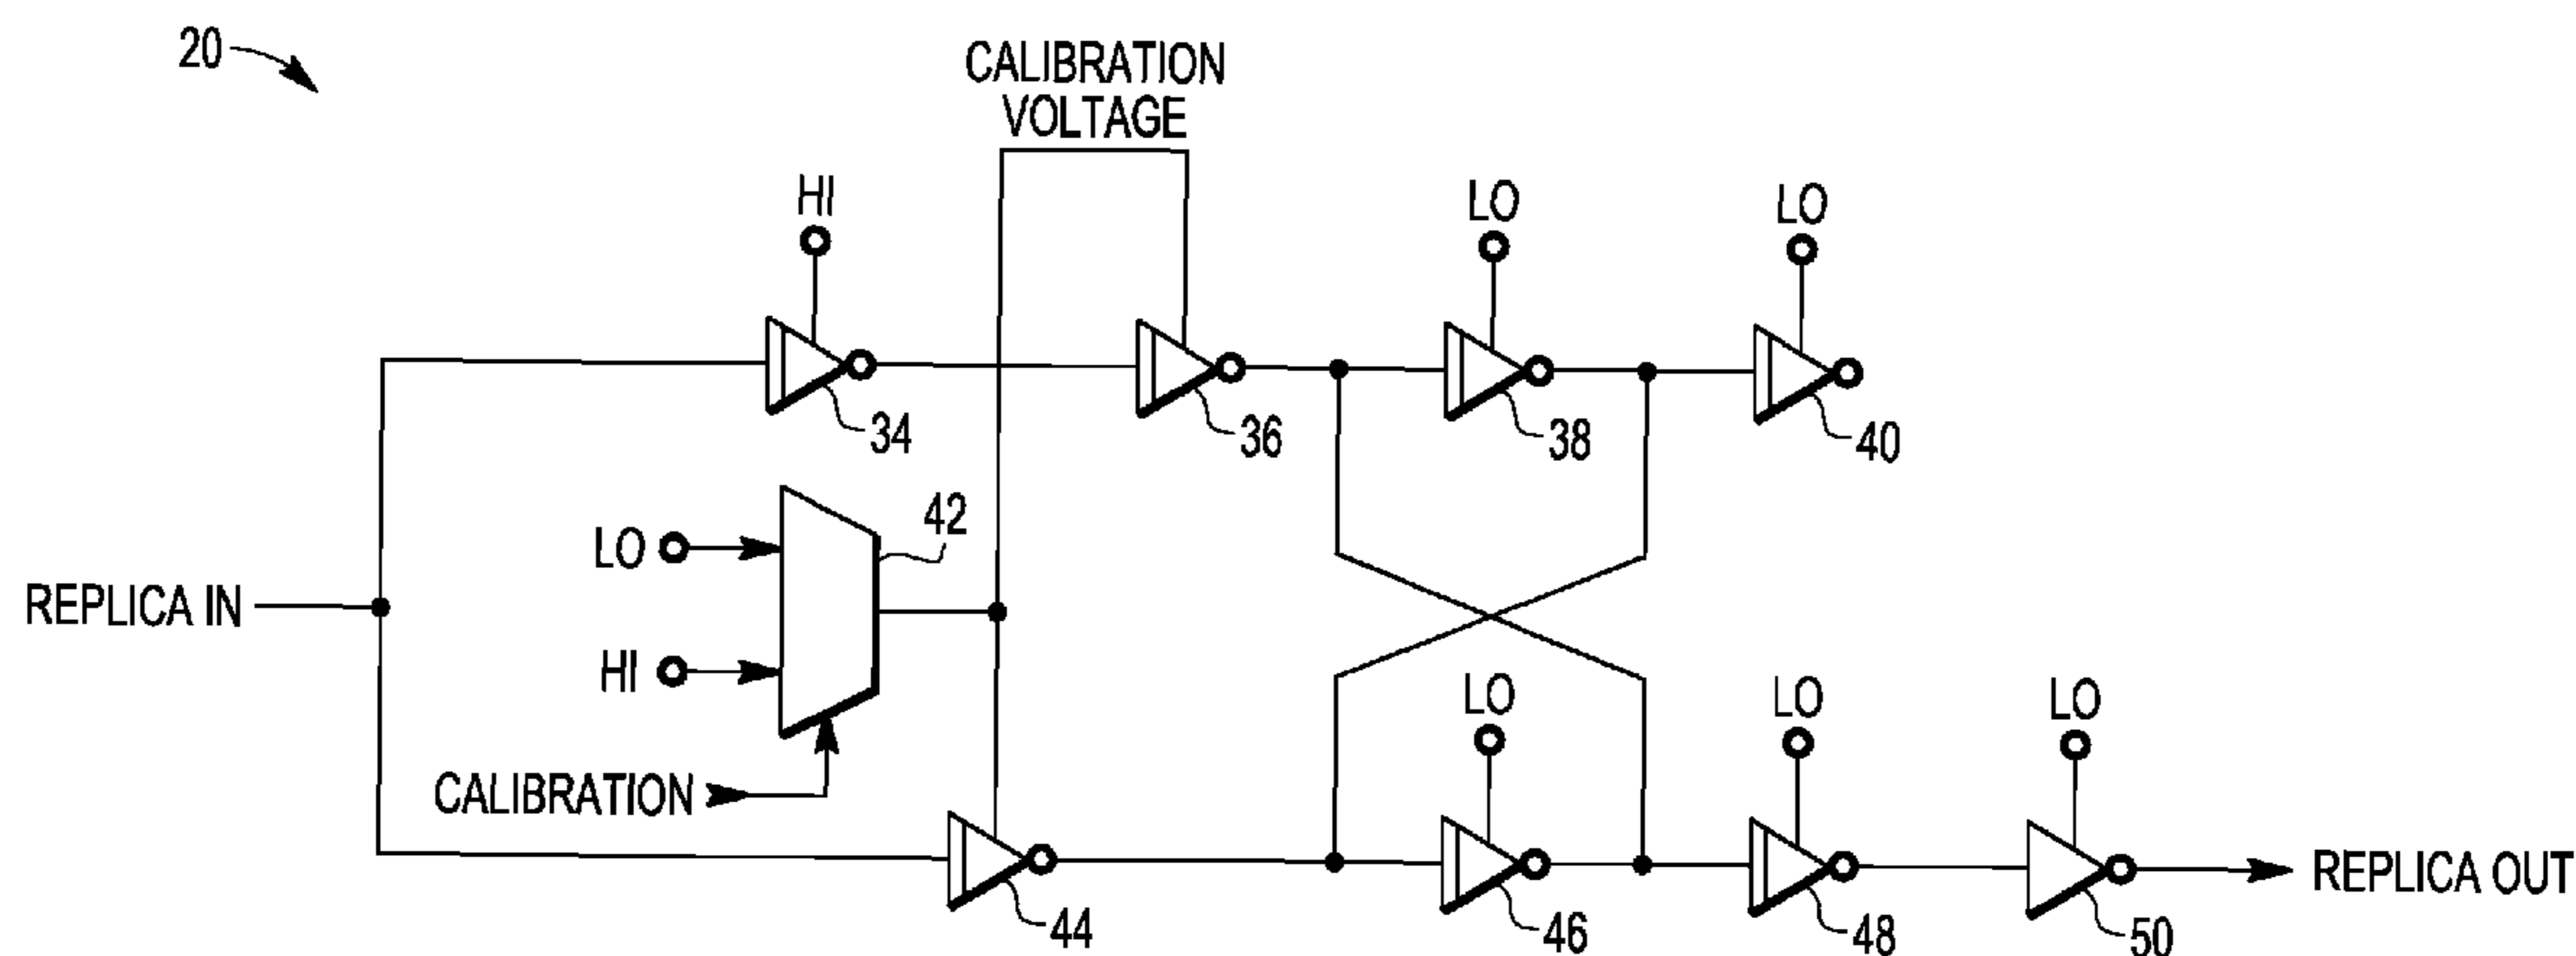 20
CALIBRATION
VOLTAGE
HI
LO
LO
34
36
38
40
LO
42
REPLICA IN
HI
LO
LO
LO
CALIBRATION
REPLICA OUT
44
46
48
50